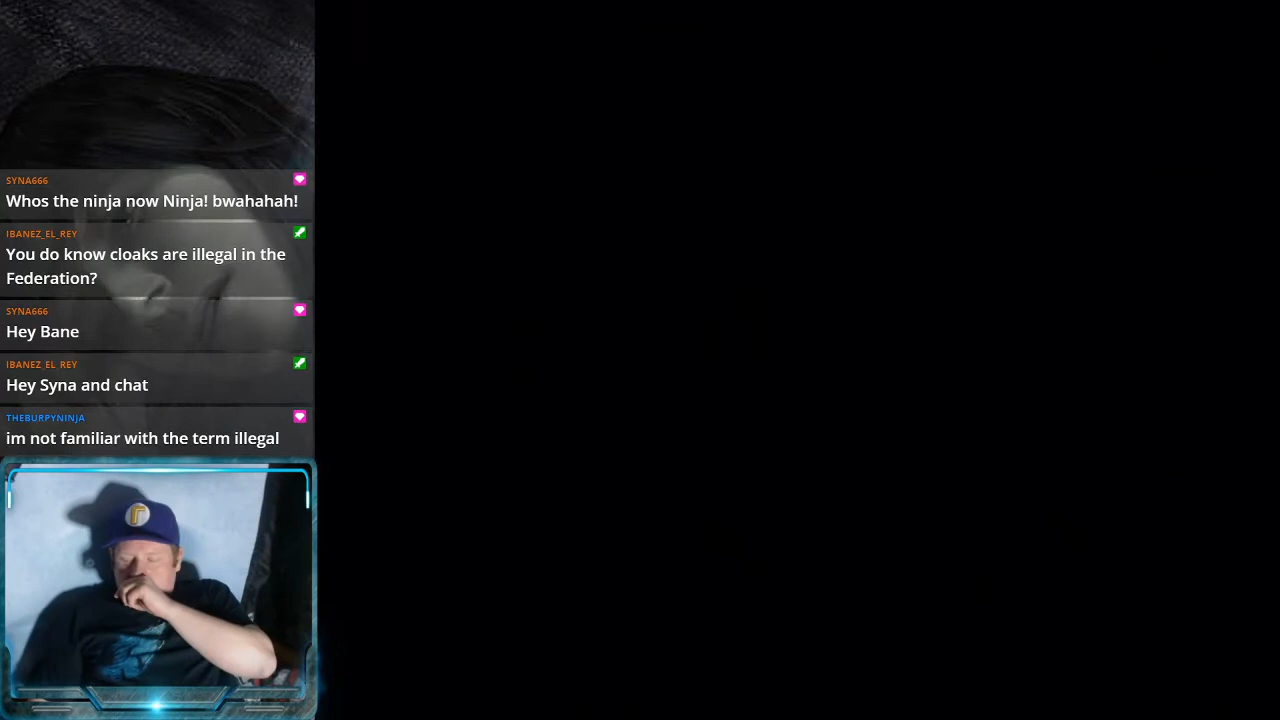 SYNA666
Whos the ninja now Ninja! bwahahah!
IBANEZ_EL_REY
You do know cloaks are illegal in the
Federation?
SYNA666
Hey Bane
IBANEZ_EL_REY
Hey Syna and chat
THEBURPYNINJA
im not familiar with the term illegal